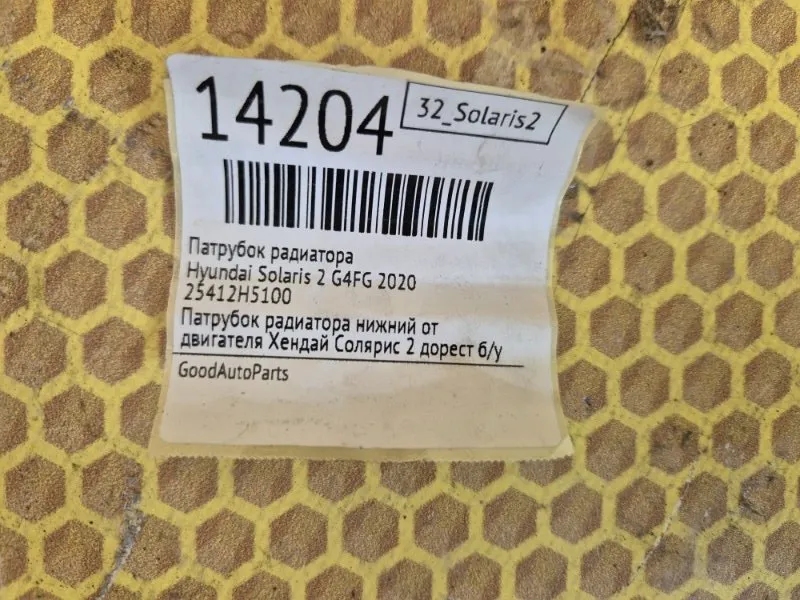 14204
32_Solaris2
Патрубок радиатора
Hyundai Solaris 2 G4FG 2020
25412H5100
Патрубок радиатора нижний от
двигателя Хендай Солярис 2 дорест б/у
GoodAutoParts